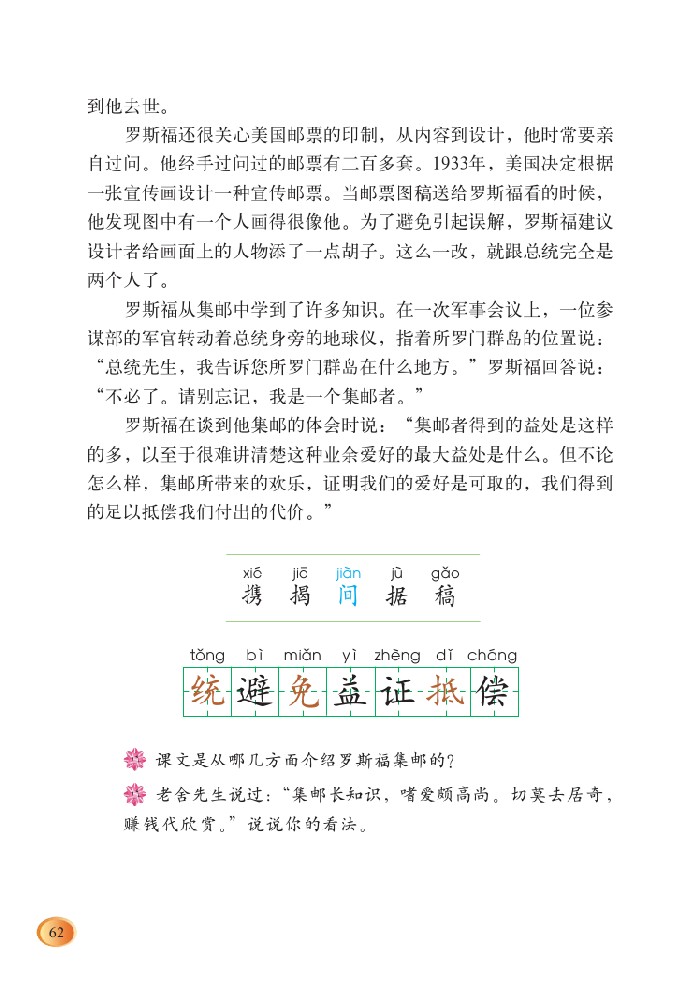 到他去世。
罗斯福还很关心美国邮票的印制，从内容到设计，他时常要亲
自过问。他经手过问过的邮票有二百多套。1933年，美国决定根据
一张宣传画设计一种宣传邮票。当邮票图稿送给罗斯福看的时候，
他发现图中有一个人画得很像他。为了避免引起误解，罗斯福建议
设计者给画面上的人物添了一点胡子。这么一改，就跟总统完全是
两个人了。
罗斯福从集邮中学到了许多知识。在一次军事会议上，一位参
谋部的军官转动着总统身旁的地球仪，指着所罗门群岛的位置说：
“总统先生，我告诉您所罗门群岛在什么地方。”罗斯福回答说：
“不必了。请别忘记，我是一个集邮者。”
罗斯福在谈到他集邮的体会时说：“集邮者得到的益处是这样
的多，以至于很难讲清楚这种业余爱好的最大益处是什么。但不论
怎么样，集邮所带来的欢乐，证明我们的爱好是可取的，我们得到
的足以抵偿我们付出的代价。”
xié jiē jiàn jù gǎo
携 揭 间 据 稿
tǒng bì miǎn yì zhèng dǐ cháng
统 避 免 益 证 抵 偿
课文是从哪几方面介绍罗斯福集邮的？
老舍先生说过：“集邮长知识，嗜爱颇高尚。切莫去居奇，
赚钱代欣赏。”说说你的看法。
62